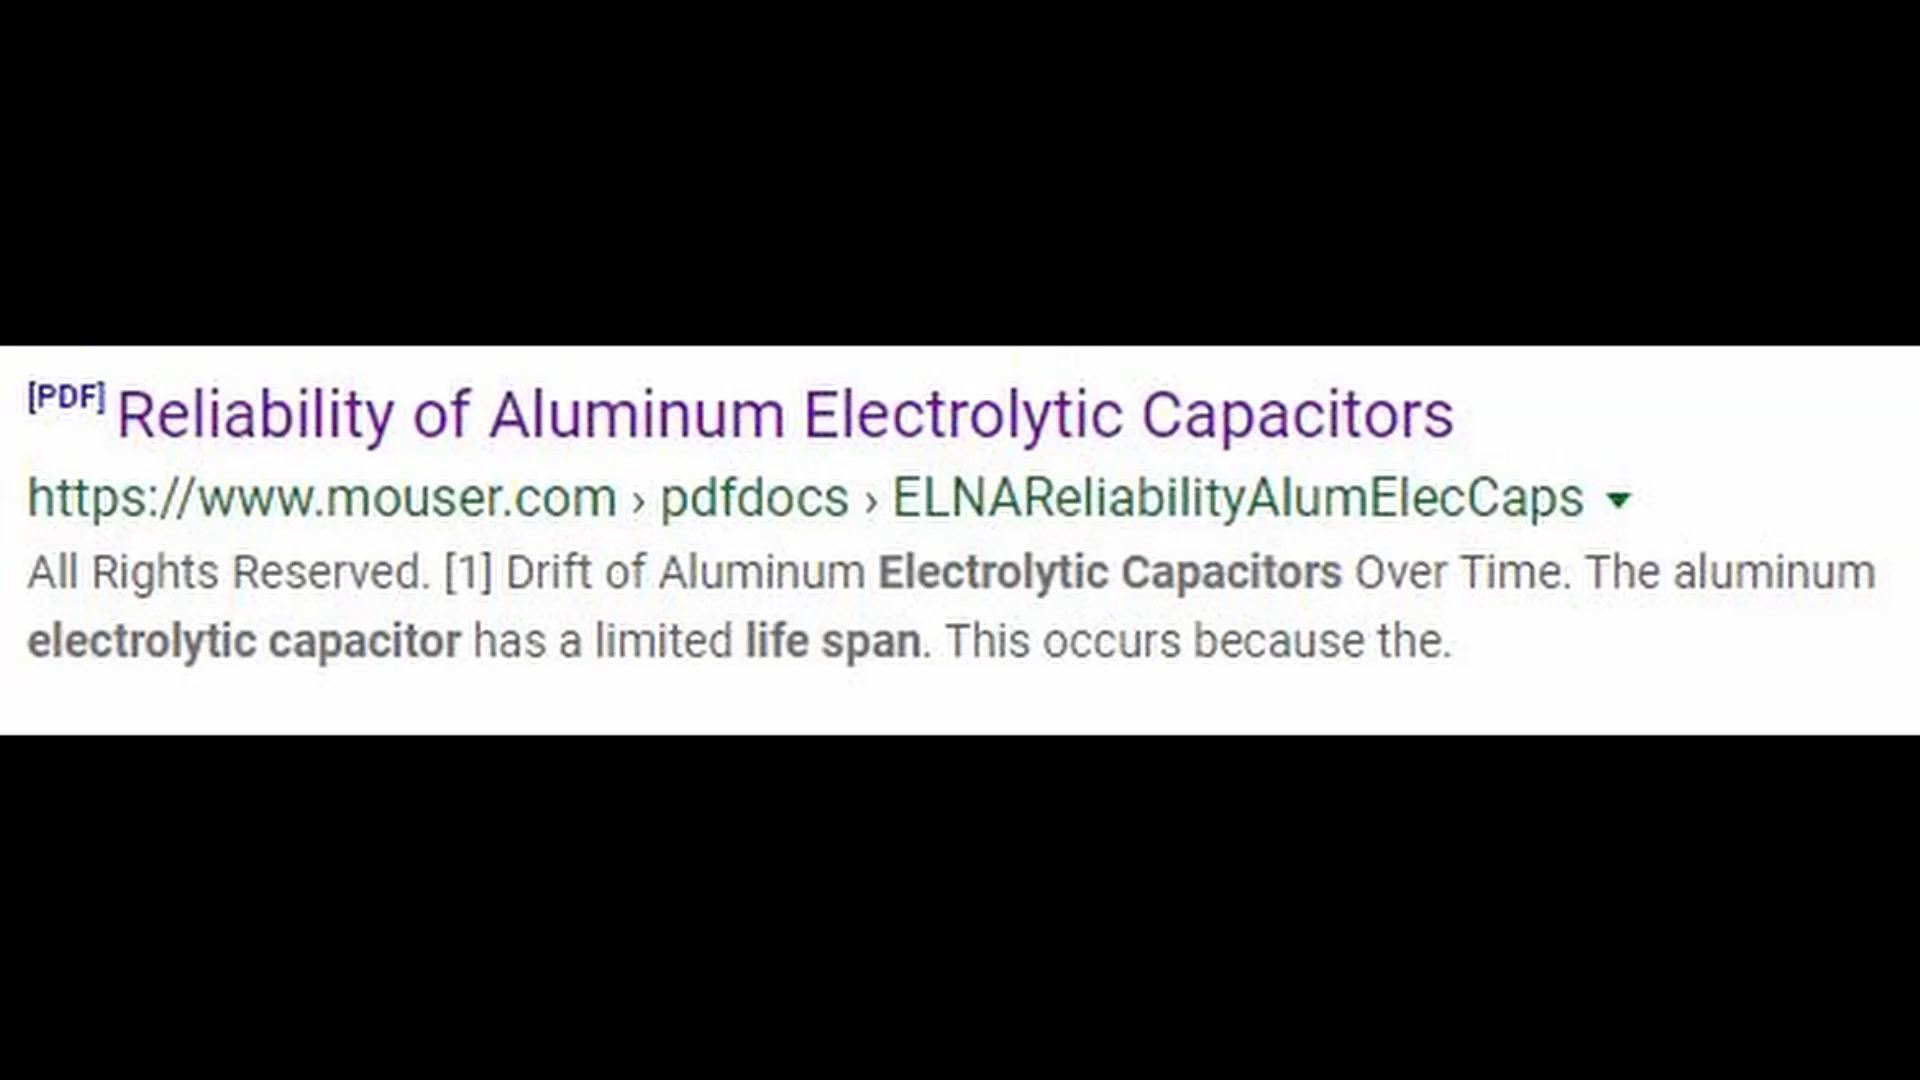 [PDF] Reliability of Aluminum Electrolytic Capacitors
https://www.mouser.com › pdfdocs › ELNAReliabilityAlumElecCaps
All Rights Reserved. [1] Drift of Aluminum Electrolytic Capacitors Over Time. The aluminum
electrolytic capacitor has a limited life span. This occurs because the.